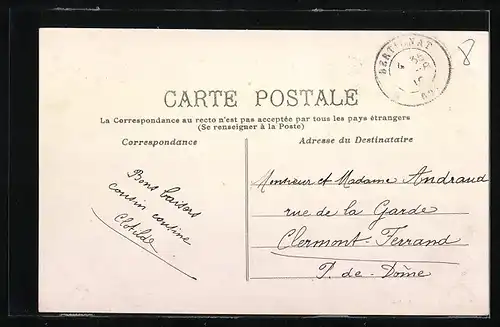 BERTIGNAT
8
CARTE POSTALE
La Correspondance au recto n'est pas acceptée par tous les pays étrangers
(Se renseigner à la Poste)
Correspondance
Adresse du Destinataire
Bons baisers
cousin cousine
Clotilde
Monsieur et Madame Andraud
rue de la Garde
Clermont-Ferrand
P. de-Dôme